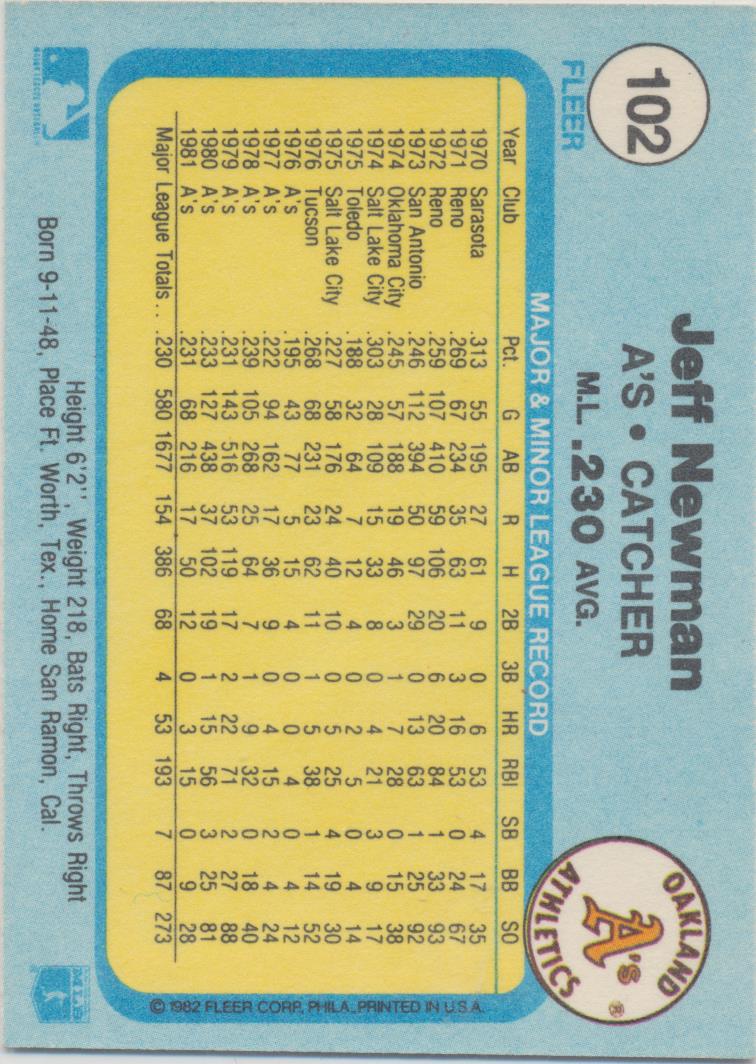 102
FLEER
Jeff Newman
A'S • CATCHER
M.L. .230 AVG.
OAKLAND
A's ®
ATHLETICS
MAJOR & MINOR LEAGUE RECORD
Year Club Pct. G AB R H 2B 3B HR RBI SB BB SO
1970 Sarasota .313 55 195 27 61 9 0 6 53 4 17 35
1971 Reno .269 67 234 35 63 11 3 16 53 0 24 67
1972 Reno .259 107 410 59 106 20 6 20 84 1 33 93
1973 San Antonio .246 112 394 50 97 29 0 13 63 1 25 92
1974 Oklahoma City .245 57 188 19 46 3 1 7 28 0 15 38
1974 Salt Lake City .303 28 109 15 33 8 0 4 21 3 9 17
1975 Toledo .188 32 64 7 12 4 0 2 5 0 4 14
1975 Salt Lake City .227 58 176 24 40 10 0 5 25 4 19 30
1976 Tucson .268 68 231 23 62 11 1 5 38 1 14 52
1976 A's .195 43 77 5 15 4 0 0 4 0 4 12
1977 A's .222 94 162 17 36 9 0 4 15 2 4 24
1978 A's .239 105 268 25 64 7 1 9 32 0 18 40
1979 A's .231 143 516 53 119 17 2 22 71 2 27 88
1980 A's .233 127 438 37 102 19 1 15 56 3 25 81
1981 A's .231 68 216 17 50 12 0 3 15 0 9 28
Major League Totals . . .230 580 1677 154 386 68 4 53 193 7 87 273
Height 6'2'', Weight 218, Bats Right, Throws Right
Born 9-11-48, Place Ft. Worth, Tex., Home San Ramon, Cal.
© 1982 FLEER CORP., PHILA., PRINTED IN U.S.A.